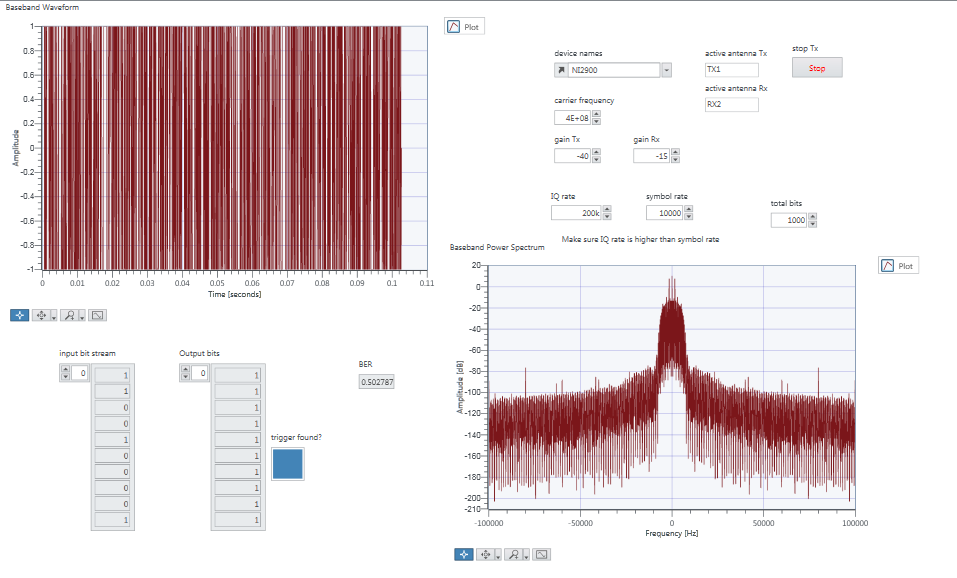 Baseband Waveform
Plot
Amplitude
1
0.8
0.6
0.4
0.2
0
-0.2
-0.4
-0.6
-0.8
-1
0 0.01 0.02 0.03 0.04 0.05 0.06 0.07 0.08 0.09 0.1 0.11
Time [seconds]
device names
NI2900
active antenna Tx
TX1
stop Tx
Stop
active antenna Rx
RX2
carrier frequency
4E+08
gain Tx
-40
gain Rx
-15
IQ rate
200k
symbol rate
10000
total bits
1000
Make sure IQ rate is higher than symbol rate
Baseband Power Spectrum
Plot
Amplitude [dB]
20
0
-20
-40
-60
-80
-100
-120
-140
-160
-180
-200
-210
-100000 -50000 0 50000 100000
Frequency [Hz]
input bit stream
0
1
1
0
0
1
0
0
0
0
1
Output bits
0
1
1
1
1
1
1
1
1
1
1
trigger found?
BER
0.502787